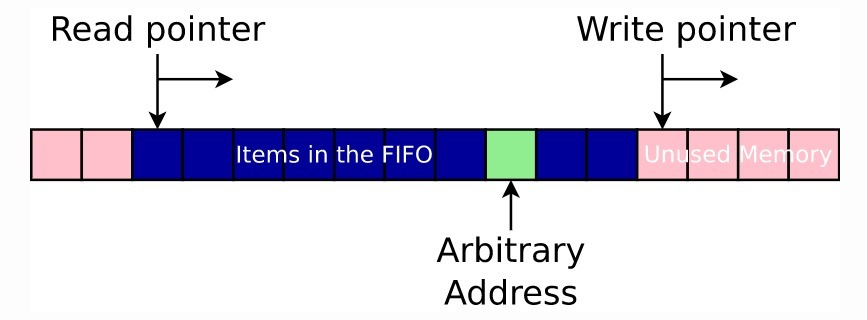 Read pointer
Write pointer
Items in the FIFO
Unused Memory
Arbitrary
Address